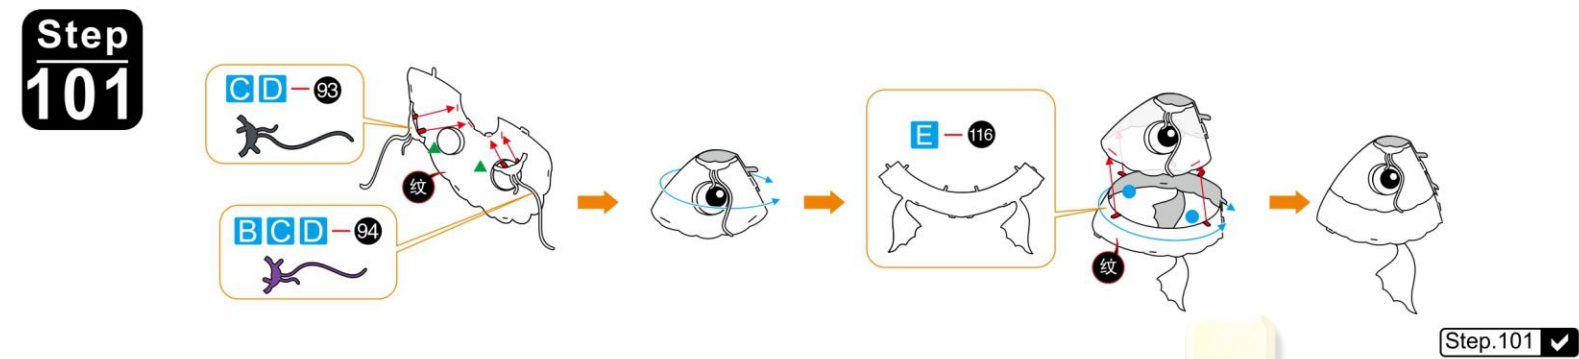 Step
101
C D - 93
纹
B C D - 94
E - 116
纹
Step.101